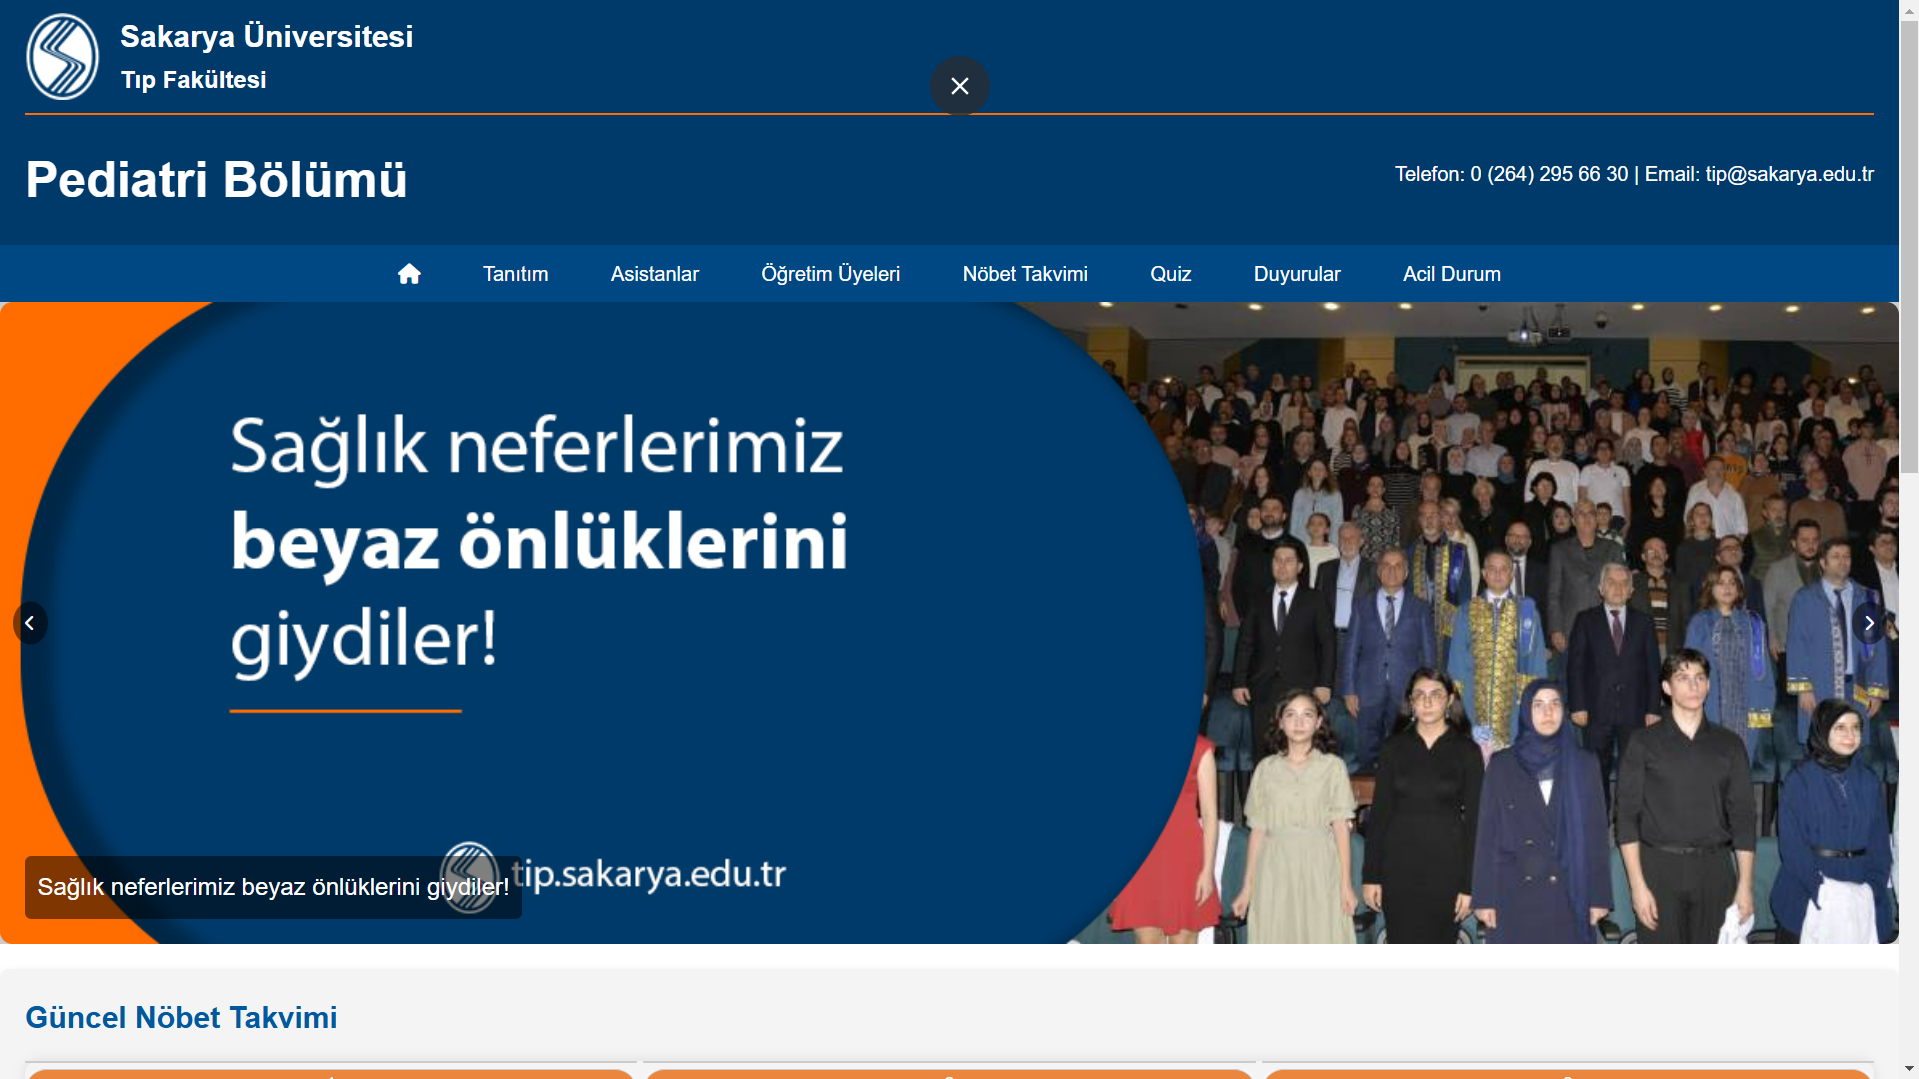 Sakarya Üniversitesi
Tıp Fakültesi
Pediatri Bölümü
Telefon: 0 (264) 295 66 30 | Email: tip@sakarya.edu.tr
Tanıtım Asistanlar Öğretim Üyeleri Nöbet Takvimi Quiz Duyurular Acil Durum
Sağlık neferlerimiz
beyaz önlüklerini
giydiler!
tip.sakarya.edu.tr
Sağlık neferlerimiz beyaz önlüklerini giydiler!
Güncel Nöbet Takvimi